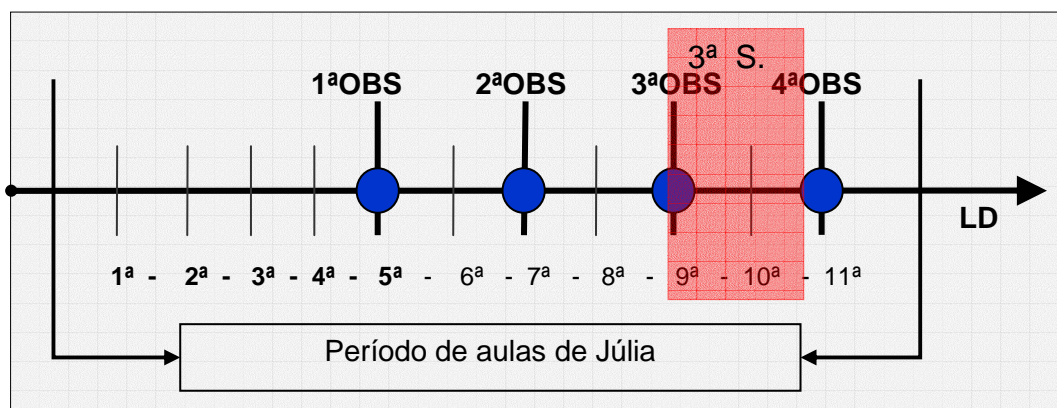 3ª S.
1ªOBS 2ªOBS 3ªOBS 4ªOBS
LD
1ª - 2ª - 3ª - 4ª - 5ª - 6ª - 7ª - 8ª - 9ª - 10ª - 11ª
Período de aulas de Júlia